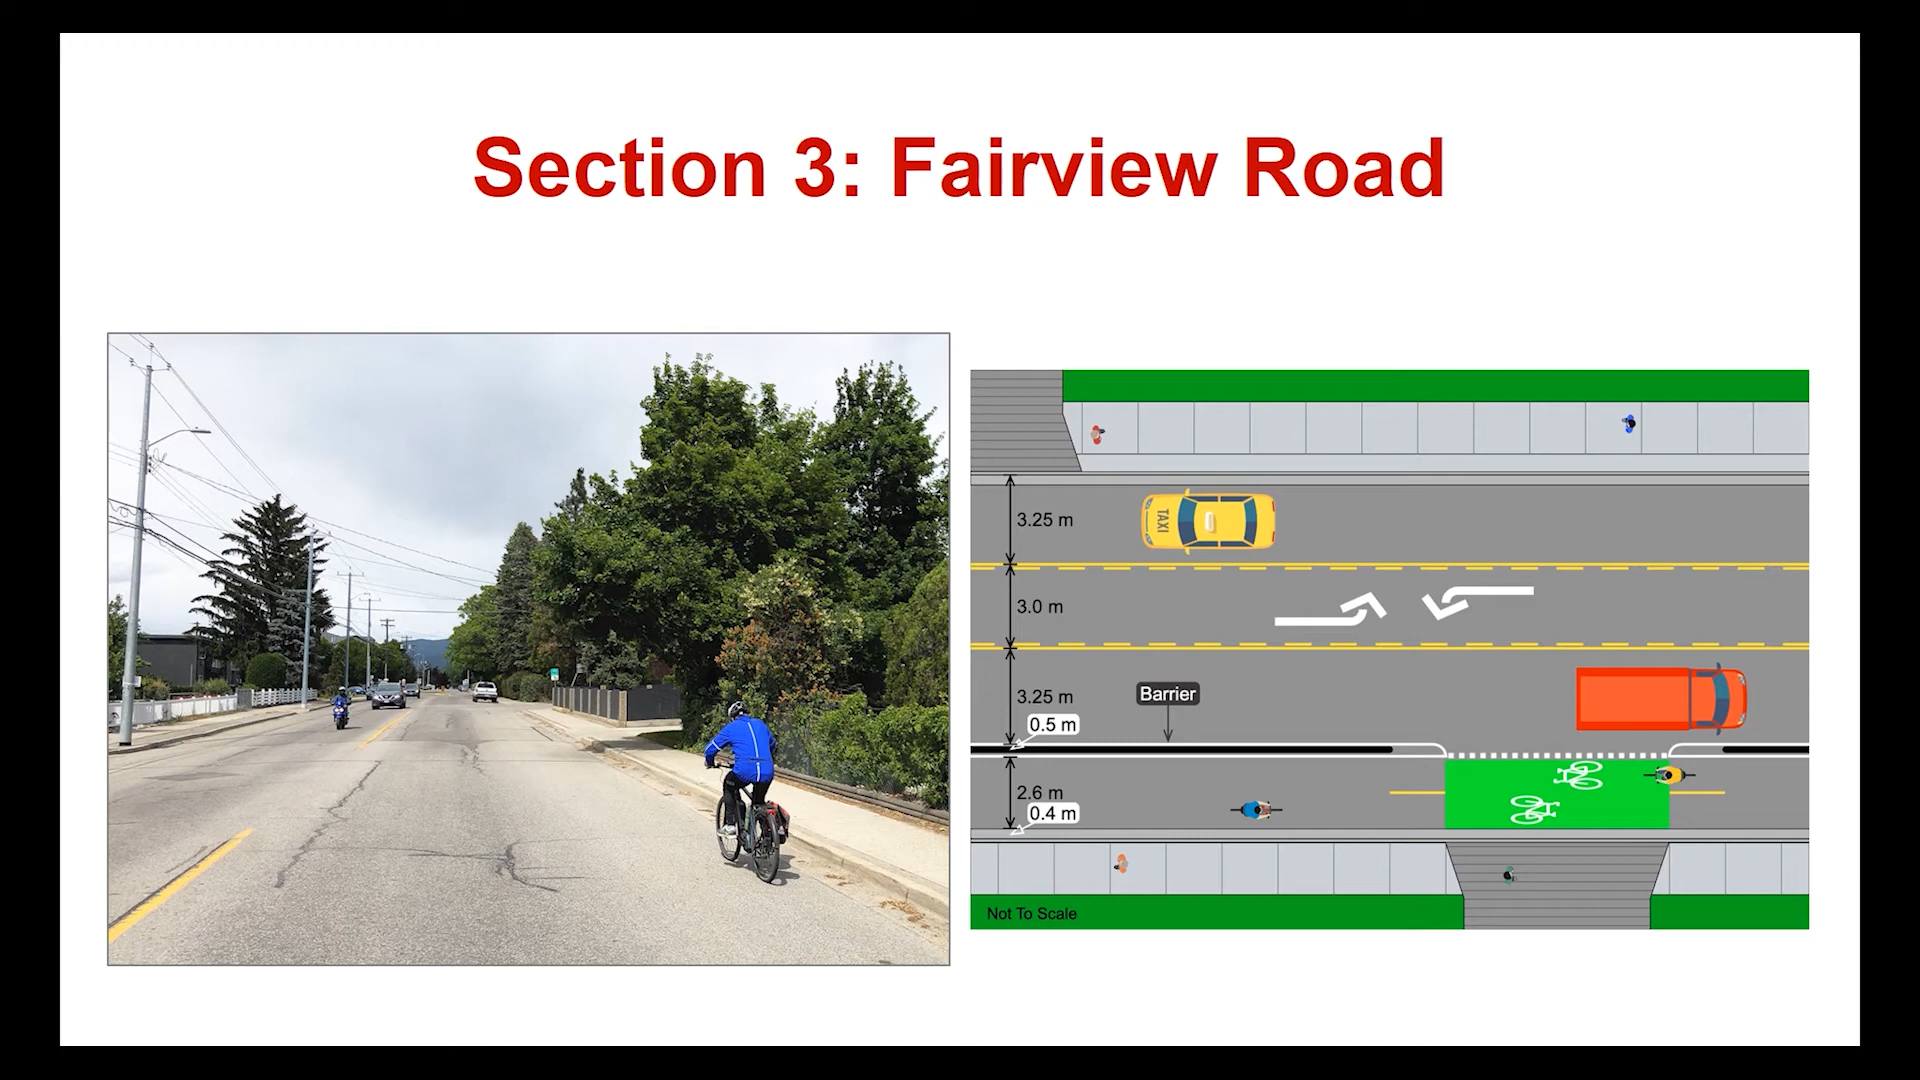 Section 3: Fairview Road
3.25 m
TAXI
3.0 m
3.25 m
Barrier
0.5 m
2.6 m
0.4 m
Not To Scale